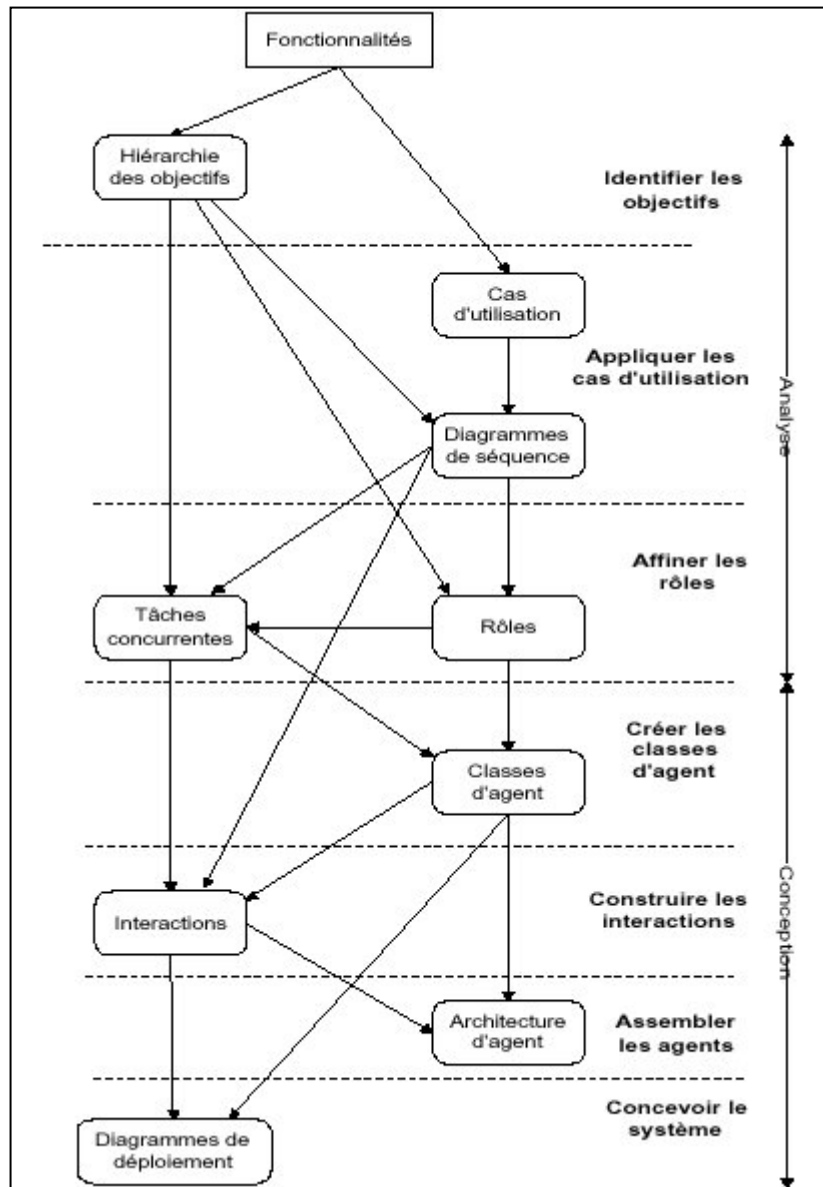 Fonctionnalités
Hiérarchie
des objectifs
Identifier les
objectifs
Cas
d'utilisation
Appliquer les
cas d'utilisation
Analyse
Diagrammes
de séquence
Affiner les
rôles
Tâches
concurrentes
Rôles
Créer les
classes
d'agent
Classes
d'agent
Conception
Construire les
interactions
Interactions
Architecture
d'agent
Assembler
les agents
Concevoir le
système
Diagrammes de
déploiement